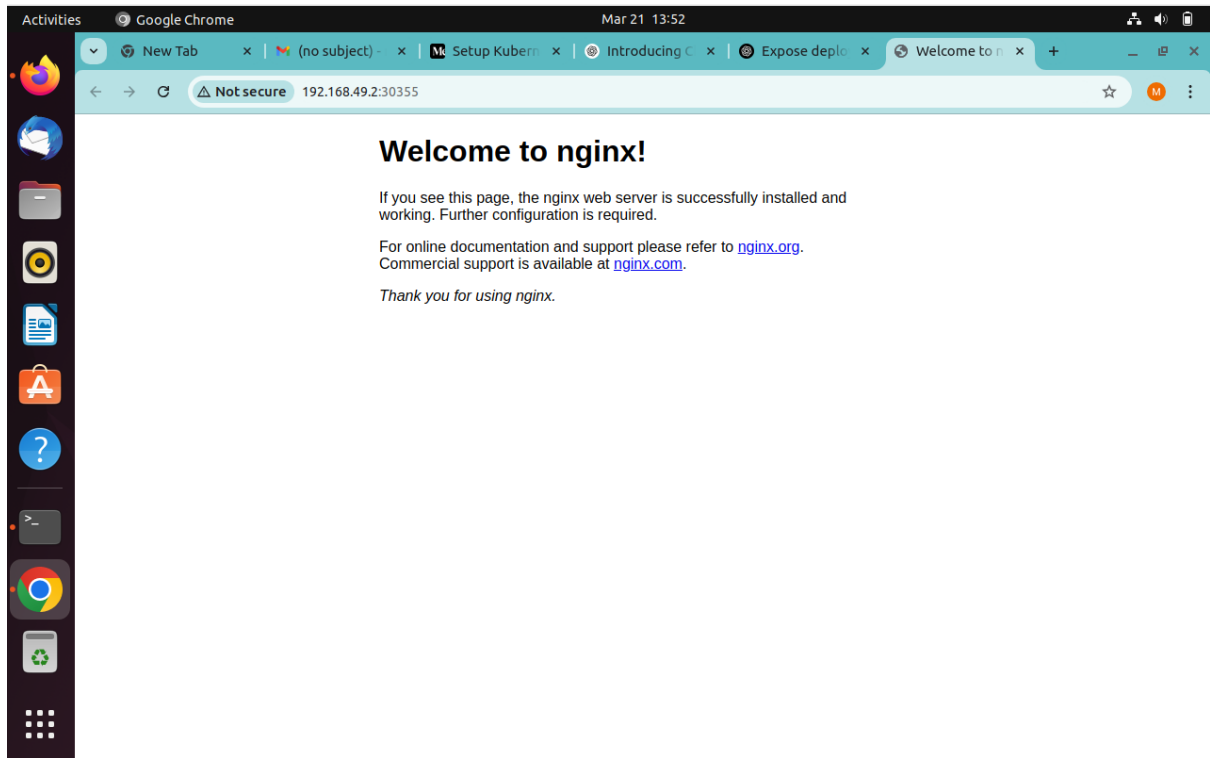 Activities Google Chrome Mar 21 13:52
New Tab (no subject) - Setup Kubern Introducing C Expose deplo Welcome to n
Not secure 192.168.49.2:30355 M
Welcome to nginx!
If you see this page, the nginx web server is successfully installed and
working. Further configuration is required.
For online documentation and support please refer to nginx.org.
Commercial support is available at nginx.com.
Thank you for using nginx.